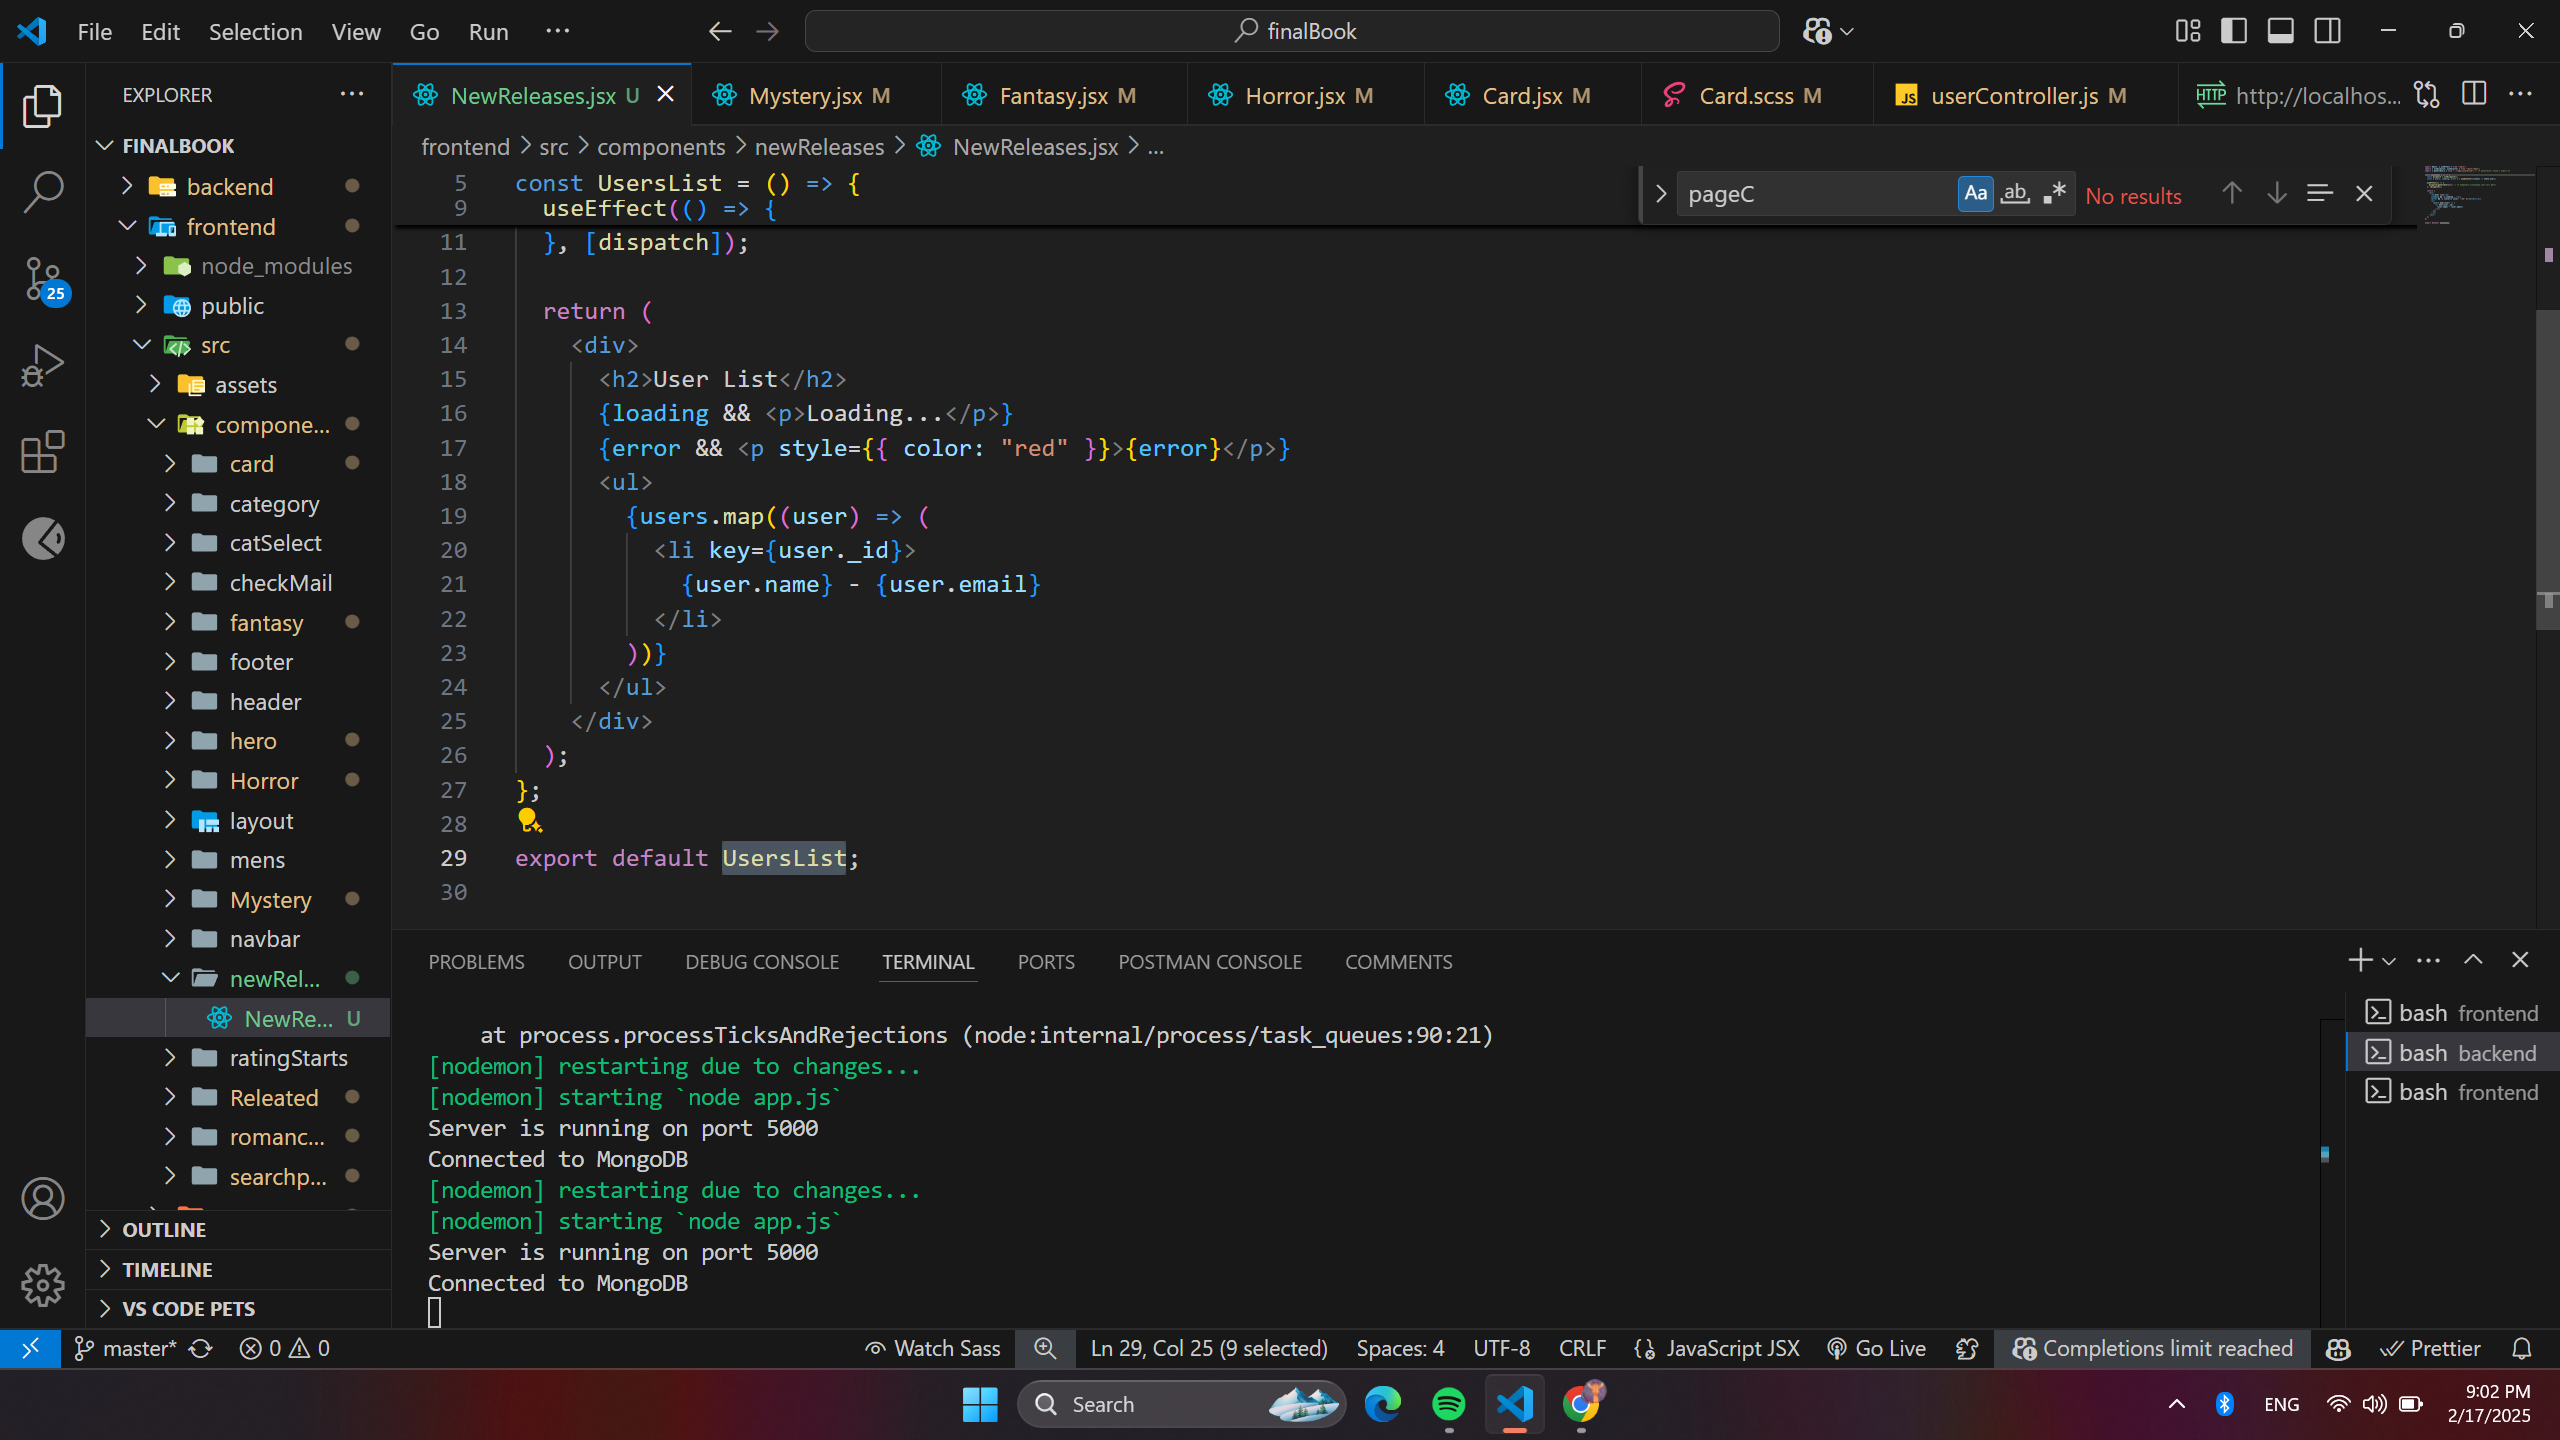 File Edit Selection View Go Run ... finalBook
EXPLORER
FINALBOOK
backend
frontend
node_modules
public
src
assets
compone...
card
category
catSelect
checkMail
fantasy
footer
header
hero
Horror
layout
mens
Mystery
navbar
newRel...
NewRe... U
ratingStarts
Releated
romanc...
searchp...
OUTLINE
TIMELINE
VS CODE PETS
25
NewReleases.jsx U Mystery.jsx M Fantasy.jsx M Horror.jsx M Card.jsx M Card.scss M JS userController.js M HTTP http://localhos...
frontend > src > components > newReleases > NewReleases.jsx > ...
pageC Aa ab .* No results
5 const UsersList = () => {
9 useEffect(() => {
11 }, [dispatch]);
12
13 return (
14 <div>
15 <h2>User List</h2>
16 {loading && <p>Loading...</p>}
17 {error && <p style={{ color: "red" }}>{error}</p>}
18 <ul>
19 {users.map((user) => (
20 <li key={user._id}>
21 {user.name} - {user.email}
22 </li>
23 ))}
24 </ul>
25 </div>
26 );
27 };
28
29 export default UsersList;
30
PROBLEMS OUTPUT DEBUG CONSOLE TERMINAL PORTS POSTMAN CONSOLE COMMENTS
at process.processTicksAndRejections (node:internal/process/task_queues:90:21)
[nodemon] restarting due to changes...
[nodemon] starting `node app.js`
Server is running on port 5000
Connected to MongoDB
[nodemon] restarting due to changes...
[nodemon] starting `node app.js`
Server is running on port 5000
Connected to MongoDB
bash frontend
bash backend
bash frontend
master* 0 0 Watch Sass Ln 29, Col 25 (9 selected) Spaces: 4 UTF-8 CRLF JavaScript JSX Go Live Completions limit reached Prettier
Search
ENG
9:02 PM
2/17/2025